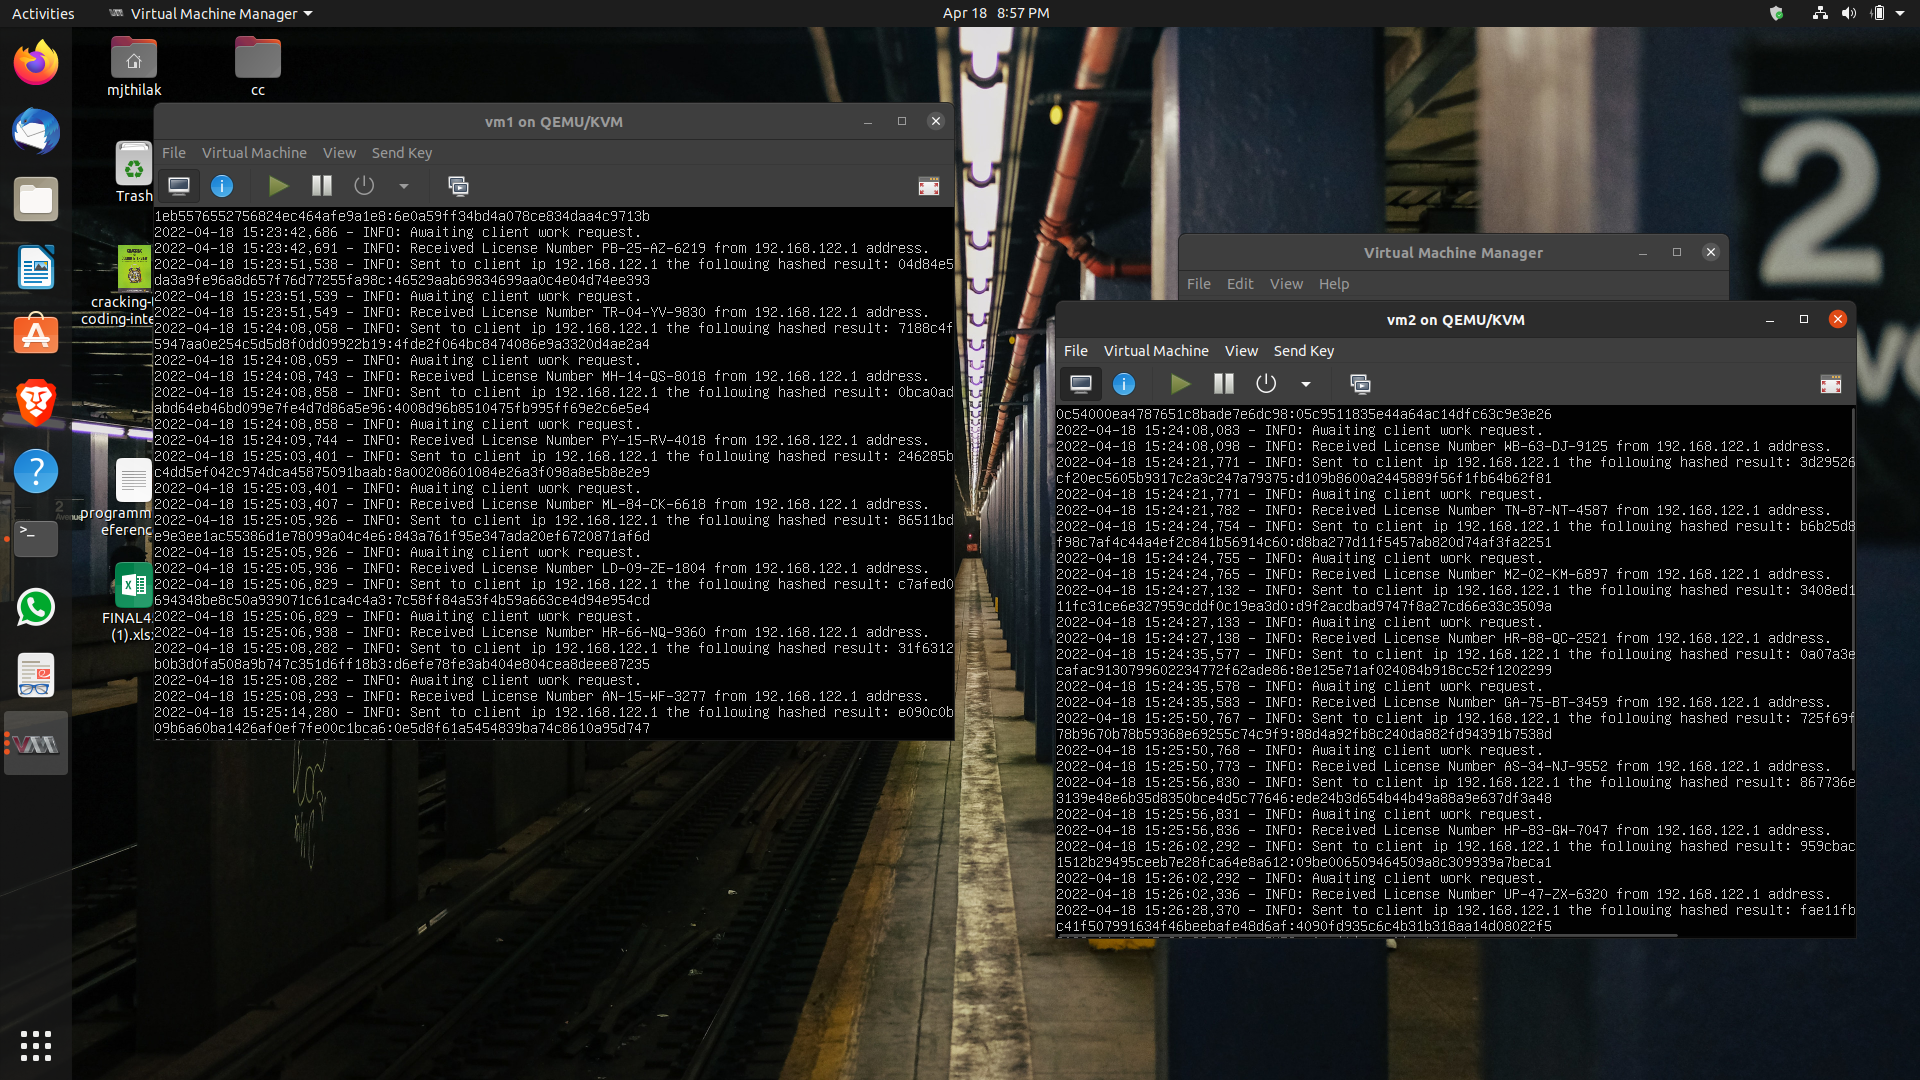 Activities
Virtual Machine Manager
Apr 18 8:57 PM
mjthilak
cc
Trash
cracking-
coding-inte
programm
eferenc
FINAL4
(1).xls
vm1 on QEMU/KVM
File Virtual Machine View Send Key
1eb5576552756824ec464afe9a1e8:6e0a59ff34bd4a078ce834daa4c9713b
2022-04-18 15:23:42,686 - INFO: Awaiting client work request.
2022-04-18 15:23:42,691 - INFO: Received License Number PB-25-AZ-6219 from 192.168.122.1 address.
2022-04-18 15:23:51,538 - INFO: Sent to client ip 192.168.122.1 the following hashed result: 04d84e5
da3a9fe96a8d657f76d77255fa98c:46529aab69834699aa0c4e04d74ee393
2022-04-18 15:23:51,539 - INFO: Awaiting client work request.
2022-04-18 15:23:51,549 - INFO: Received License Number TR-04-YV-9830 from 192.168.122.1 address.
2022-04-18 15:24:08,058 - INFO: Sent to client ip 192.168.122.1 the following hashed result: 7188c4f
5947aa0e254c5d5d8f0dd09922b19:4fde2f064bc8474086e9a3320d4ae2a4
2022-04-18 15:24:08,059 - INFO: Awaiting client work request.
2022-04-18 15:24:08,743 - INFO: Received License Number MH-14-QS-8018 from 192.168.122.1 address.
2022-04-18 15:24:08,858 - INFO: Sent to client ip 192.168.122.1 the following hashed result: 0bca0ad
abd64eb46bd099e7fe4d7d86a5e96:4008d96b8510475fb995ff69e2c6e5e4
2022-04-18 15:24:08,858 - INFO: Awaiting client work request.
2022-04-18 15:24:09,744 - INFO: Received License Number PY-15-RV-4018 from 192.168.122.1 address.
2022-04-18 15:25:03,401 - INFO: Sent to client ip 192.168.122.1 the following hashed result: 246285b
c4dd5ef042c974dca45875091baab:8a00208601084e26a3f098a8e5b8e2e9
2022-04-18 15:25:03,401 - INFO: Awaiting client work request.
2022-04-18 15:25:03,407 - INFO: Received License Number ML-84-CK-6618 from 192.168.122.1 address.
2022-04-18 15:25:05,926 - INFO: Sent to client ip 192.168.122.1 the following hashed result: 86511bd
e9e3ee1ac55386d1e78099a04c4e6:843a761f95e347ada20ef6720871af6d
2022-04-18 15:25:05,926 - INFO: Awaiting client work request.
2022-04-18 15:25:05,936 - INFO: Received License Number LD-09-ZE-1804 from 192.168.122.1 address.
2022-04-18 15:25:06,829 - INFO: Sent to client ip 192.168.122.1 the following hashed result: c7afed0
694348be8c50a939071c61ca4c4a3:7c58ff84a53f4b59a663ce4d94e954cd
2022-04-18 15:25:06,829 - INFO: Awaiting client work request.
2022-04-18 15:25:06,938 - INFO: Received License Number HR-66-NQ-9360 from 192.168.122.1 address.
2022-04-18 15:25:08,282 - INFO: Sent to client ip 192.168.122.1 the following hashed result: 31f6312
b0b3d0fa508a9b747c351d6ff18b3:d6efe78fe3ab404e804cea8deee87235
2022-04-18 15:25:08,282 - INFO: Awaiting client work request.
2022-04-18 15:25:08,293 - INFO: Received License Number AN-15-WF-3277 from 192.168.122.1 address.
2022-04-18 15:25:14,280 - INFO: Sent to client ip 192.168.122.1 the following hashed result: e090c0b
09b6a60ba1426af0ef7fe00c1bca6:0e5d8f61a5454839ba74c8610a95d747
Virtual Machine Manager
File Edit View Help
vm2 on QEMU/KVM
File Virtual Machine View Send Key
0c54000ea4787651c8bade7e6dc98:05c9511835e44a64ac14dfc63c9e3e26
2022-04-18 15:24:08,083 - INFO: Awaiting client work request.
2022-04-18 15:24:08,098 - INFO: Received License Number WB-63-DJ-9125 from 192.168.122.1 address.
2022-04-18 15:24:21,771 - INFO: Sent to client ip 192.168.122.1 the following hashed result: 3d29526
cf20ec5605b9317c2a3c247a79375:d109b8600a2445889f56f1fb64b62f81
2022-04-18 15:24:21,771 - INFO: Awaiting client work request.
2022-04-18 15:24:21,782 - INFO: Received License Number TN-87-NT-4587 from 192.168.122.1 address.
2022-04-18 15:24:24,754 - INFO: Sent to client ip 192.168.122.1 the following hashed result: b6b25d8
f98c7af4c44a4ef2c841b56914c60:d8ba277d11f5457ab820d74af3fa2251
2022-04-18 15:24:24,755 - INFO: Awaiting client work request.
2022-04-18 15:24:24,765 - INFO: Received License Number MZ-02-KM-6897 from 192.168.122.1 address.
2022-04-18 15:24:27,132 - INFO: Sent to client ip 192.168.122.1 the following hashed result: 3408ed1
11fc31ce6e327959cddf0c19ea3d0:d9f2acdbad9747f8a27cd66e33c3509a
2022-04-18 15:24:27,133 - INFO: Awaiting client work request.
2022-04-18 15:24:27,138 - INFO: Received License Number HR-88-QC-2521 from 192.168.122.1 address.
2022-04-18 15:24:35,577 - INFO: Sent to client ip 192.168.122.1 the following hashed result: 0a07a3e
cafac9130799602234772f62ade86:8e125e71af024084b918cc52f1202299
2022-04-18 15:24:35,578 - INFO: Awaiting client work request.
2022-04-18 15:24:35,583 - INFO: Received License Number GA-75-BT-3459 from 192.168.122.1 address.
2022-04-18 15:25:50,767 - INFO: Sent to client ip 192.168.122.1 the following hashed result: 725f69f
78b9670b78b59368e69255c74c9f9:88d4a92fb8c240da882fd94391b7538d
2022-04-18 15:25:50,768 - INFO: Awaiting client work request.
2022-04-18 15:25:50,773 - INFO: Received License Number AS-34-NJ-9552 from 192.168.122.1 address.
2022-04-18 15:25:56,830 - INFO: Sent to client ip 192.168.122.1 the following hashed result: 867736e
3139e48e6b35d8350bce4d5c77646:ede24b3d654b44b49a88a9e637df3a48
2022-04-18 15:25:56,831 - INFO: Awaiting client work request.
2022-04-18 15:25:56,836 - INFO: Received License Number HP-83-GW-7047 from 192.168.122.1 address.
2022-04-18 15:26:02,292 - INFO: Sent to client ip 192.168.122.1 the following hashed result: 959cbac
1512b29495ceeb7e28fca64e8a612:09be006509464509a8c309939a7beca1
2022-04-18 15:26:02,292 - INFO: Awaiting client work request.
2022-04-18 15:26:02,336 - INFO: Received License Number UP-47-ZX-6320 from 192.168.122.1 address.
2022-04-18 15:26:28,370 - INFO: Sent to client ip 192.168.122.1 the following hashed result: fae11fb
c41f507991634f46beebafe48d6af:4090fd935c6c4b31b318aa14d08022f5
2